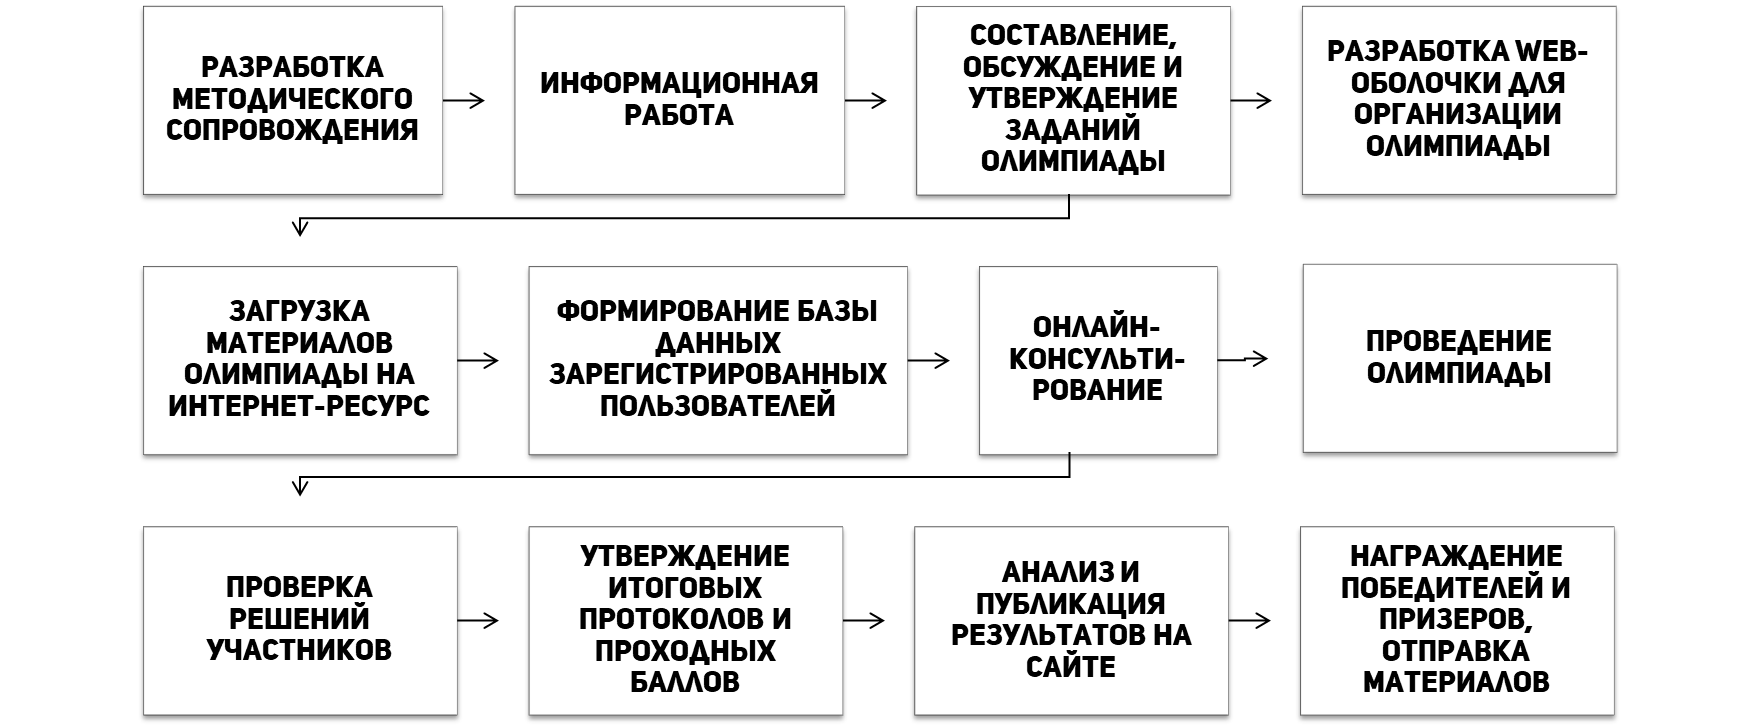 РАЗРАБОТКА
МЕТОДИЧЕСКОГО
СОПРОВОЖДЕНИЯ
ИНФОРМАЦИОННАЯ
РАБОТА
СОСТАВЛЕНИЕ,
ОБСУЖДЕНИЕ И
УТВЕРЖДЕНИЕ
ЗАДАНИЙ
ОЛИМПИАДЫ
РАЗРАБОТКА WEB-
ОБОЛОЧКИ ДЛЯ
ОРГАНИЗАЦИИ
ОЛИМПИАДЫ
ЗАГРУЗКА
МАТЕРИАЛОВ
ОЛИМПИАДЫ НА
ИНТЕРНЕТ-РЕСУРС
ФОРМИРОВАНИЕ БАЗЫ
ДАННЫХ
ЗАРЕГИСТРИРОВАННЫХ
ПОЛЬЗОВАТЕЛЕЙ
ОНЛАЙН-
КОНСУЛЬТИ-
РОВАНИЕ
ПРОВЕДЕНИЕ
ОЛИМПИАДЫ
ПРОВЕРКА
РЕШЕНИЙ
УЧАСТНИКОВ
УТВЕРЖДЕНИЕ
ИТОГОВЫХ
ПРОТОКОЛОВ И
ПРОХОДНЫХ
БАЛЛОВ
АНАЛИЗ И
ПУБЛИКАЦИЯ
РЕЗУЛЬТАТОВ НА
САЙТЕ
НАГРАЖДЕНИЕ
ПОБЕДИТЕЛЕЙ И
ПРИЗЕРОВ,
ОТПРАВКА
МАТЕРИАЛОВ